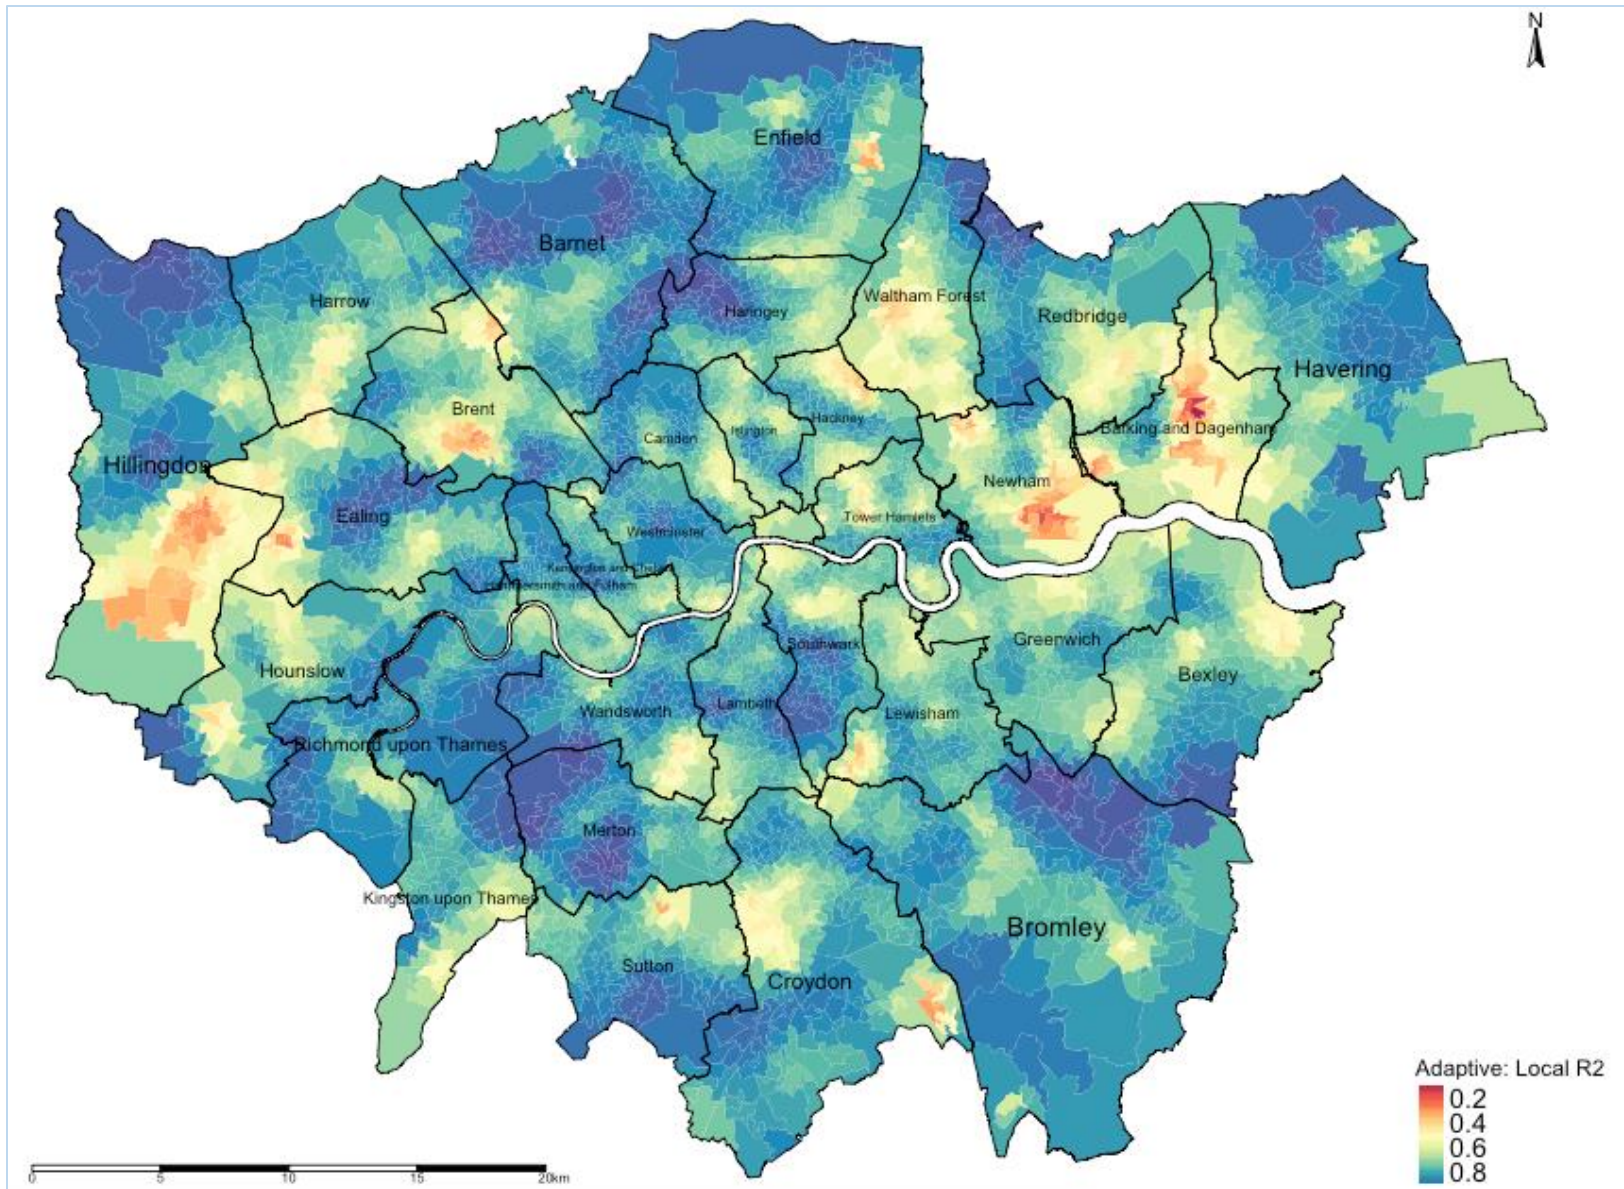 N
Enfield
Barnet
Harrow
Haringey
Waltham Forest
Redbridge
Havering
Brent
Camden
Islington
Hackney
Barking and Dagenham
Hillingdon
Newham
Ealing
Westminster
Tower Hamlets
Kensington and Chelsea
Hammersmith and Fulham
Hounslow
Southwark
Greenwich
Bexley
Wandsworth
Lambeth
Lewisham
Richmond upon Thames
Merton
Kingston upon Thames
Bromley
Sutton
Croydon
Adaptive: Local R2
0.2
0.4
0.6
0.8
0 5 10 15 20km